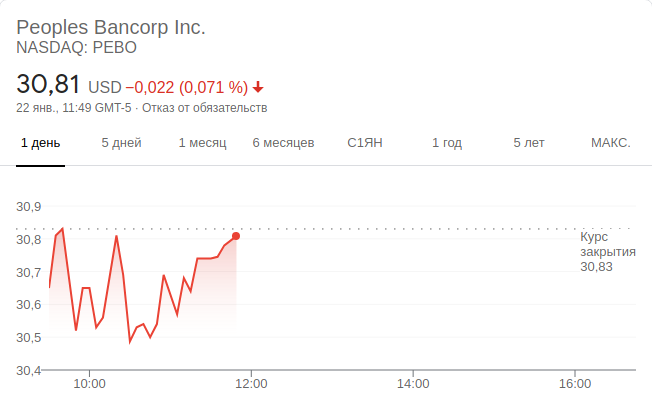 Peoples Bancorp Inc.
NASDAQ: PEBO
30,81 USD −0,022 (0,071 %)
22 янв., 11:49 GMT-5 · Отказ от обязательств
1 день 5 дней 1 месяц 6 месяцев С1ЯН 1 год 5 лет МАКС.
30,9
30,8
30,7
30,6
30,5
30,4
Курс
закрытия
30,83
10:00 12:00 14:00 16:00